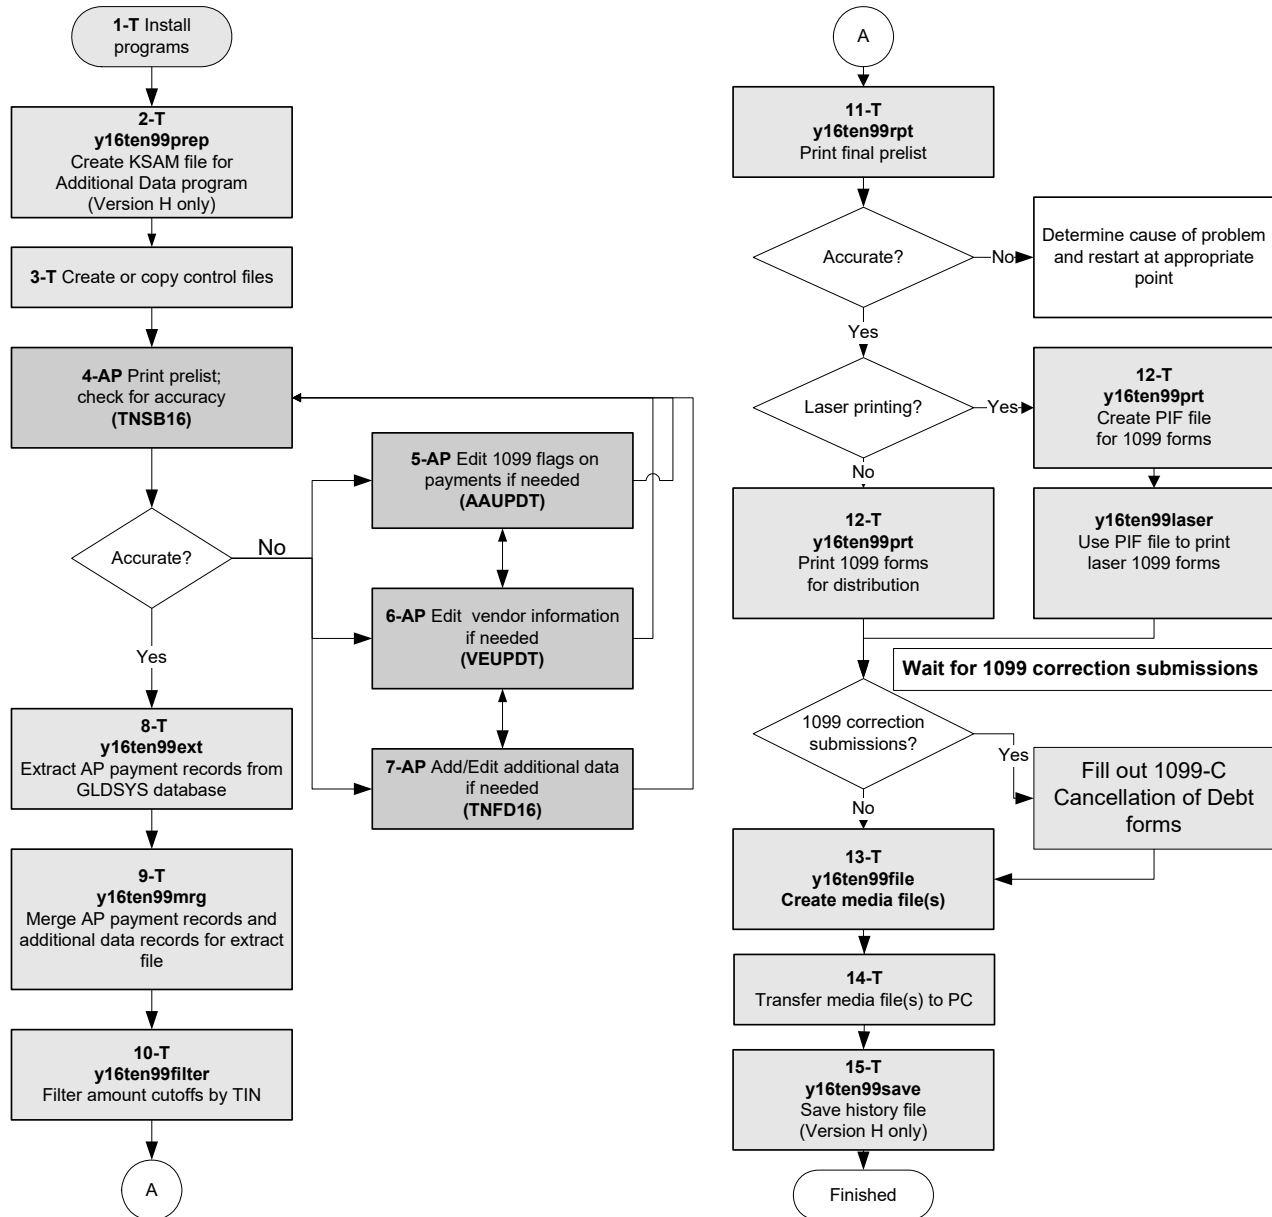 1-T Install
programs
2-T
y16ten99prep
Create KSAM file for
Additional Data program
(Version H only)
3-T Create or copy control files
4-AP Print prelist;
check for accuracy
(TNSB16)
Accurate?
No
Yes
5-AP Edit 1099 flags on
payments if needed
(AAUPDT)
6-AP Edit vendor information
if needed
(VEUPDT)
7-AP Add/Edit additional data
if needed
(TNFD16)
8-T
y16ten99ext
Extract AP payment records from
GLDSYS database
9-T
y16ten99mrg
Merge AP payment records and
additional data records for extract
file
10-T
y16ten99filter
Filter amount cutoffs by TIN
A
A
11-T
y16ten99rpt
Print final prelist
Accurate?
No
Determine cause of problem
and restart at appropriate
point
Yes
Laser printing?
Yes
12-T
y16ten99prt
Create PIF file
for 1099 forms
No
12-T
y16ten99prt
Print 1099 forms
for distribution
y16ten99laser
Use PIF file to print
laser 1099 forms
Wait for 1099 correction submissions
1099 correction
submissions?
Yes
Fill out 1099-C
Cancellation of Debt
forms
No
13-T
y16ten99file
Create media file(s)
14-T
Transfer media file(s) to PC
15-T
y16ten99save
Save history file
(Version H only)
Finished